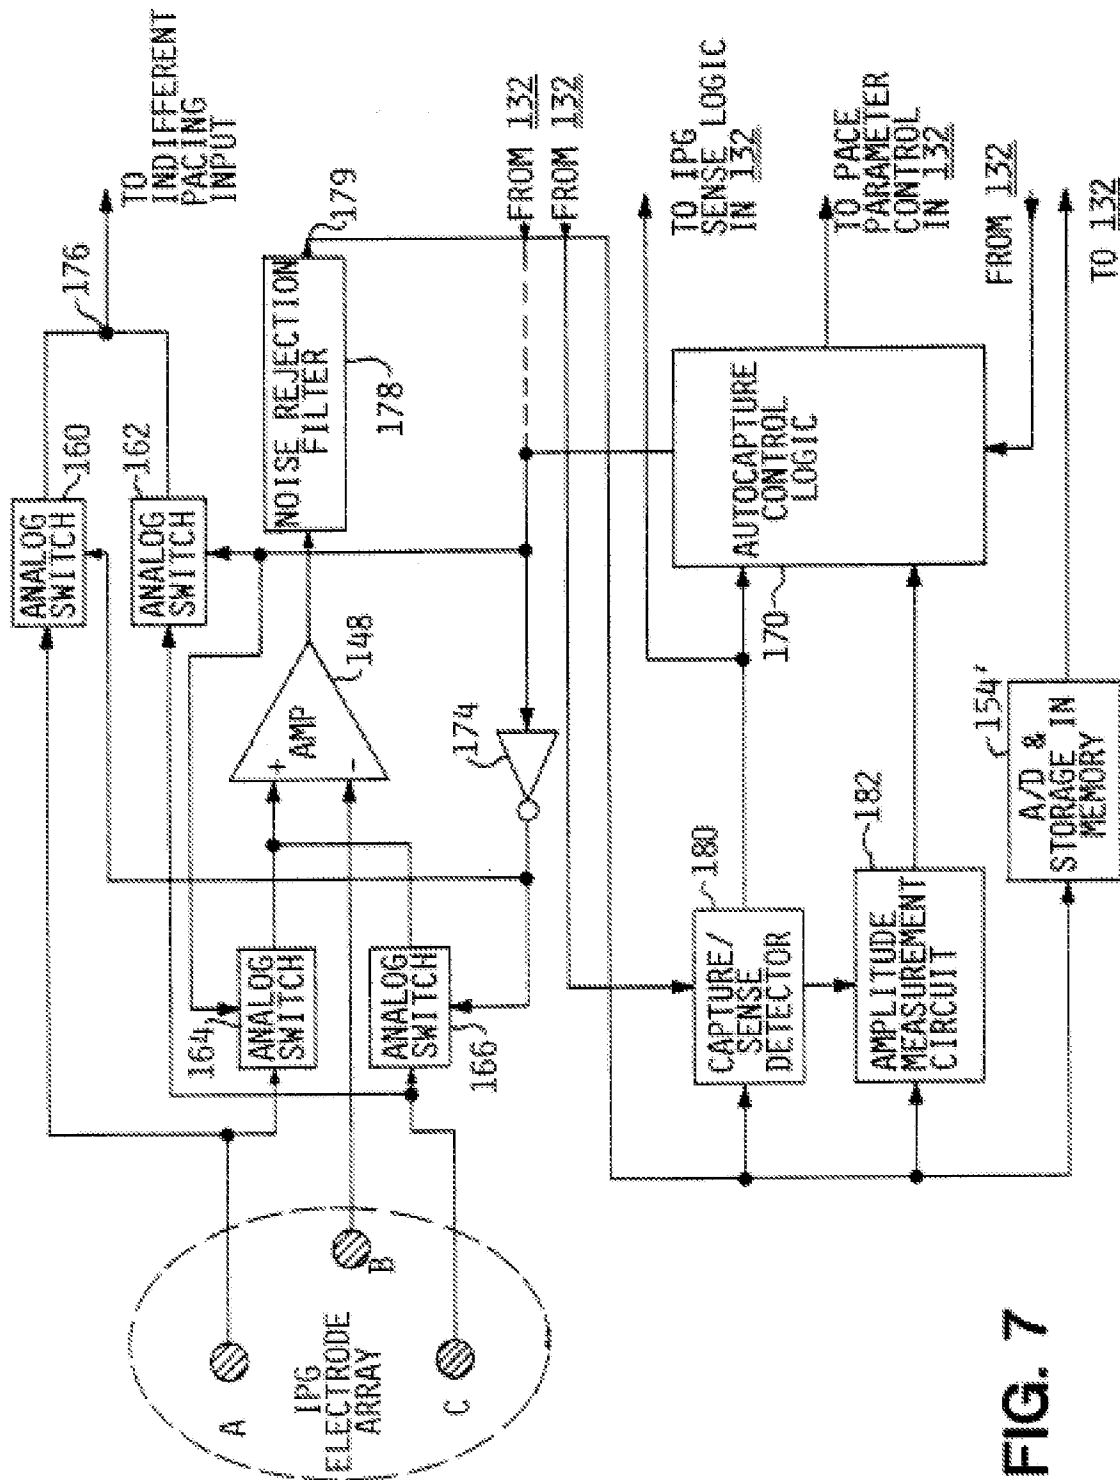 TO
INDIFFERENT
PACING
INPUT
176
ANALOG
SWITCH
160
ANALOG
SWITCH
162
NOISE REJECTION
FILTER
178
179
FROM 132
FROM 132
AMP
+
-
148
174
ANALOG
SWITCH
164
ANALOG
SWITCH
166
A
B
C
IPG
ELECTRODE
ARRAY
TO IPG
SENSE LOGIC
IN 132
TO PACE
PARAMETER
CONTROL
IN 132
AUTOCAPTURE
CONTROL
LOGIC
170
FROM 132
TO 132
CAPTURE/
SENSE
DETECTOR
180
AMPLITUDE
MEASUREMENT
CIRCUIT
182
A/D &
STORAGE IN
MEMORY
154'
FIG. 7